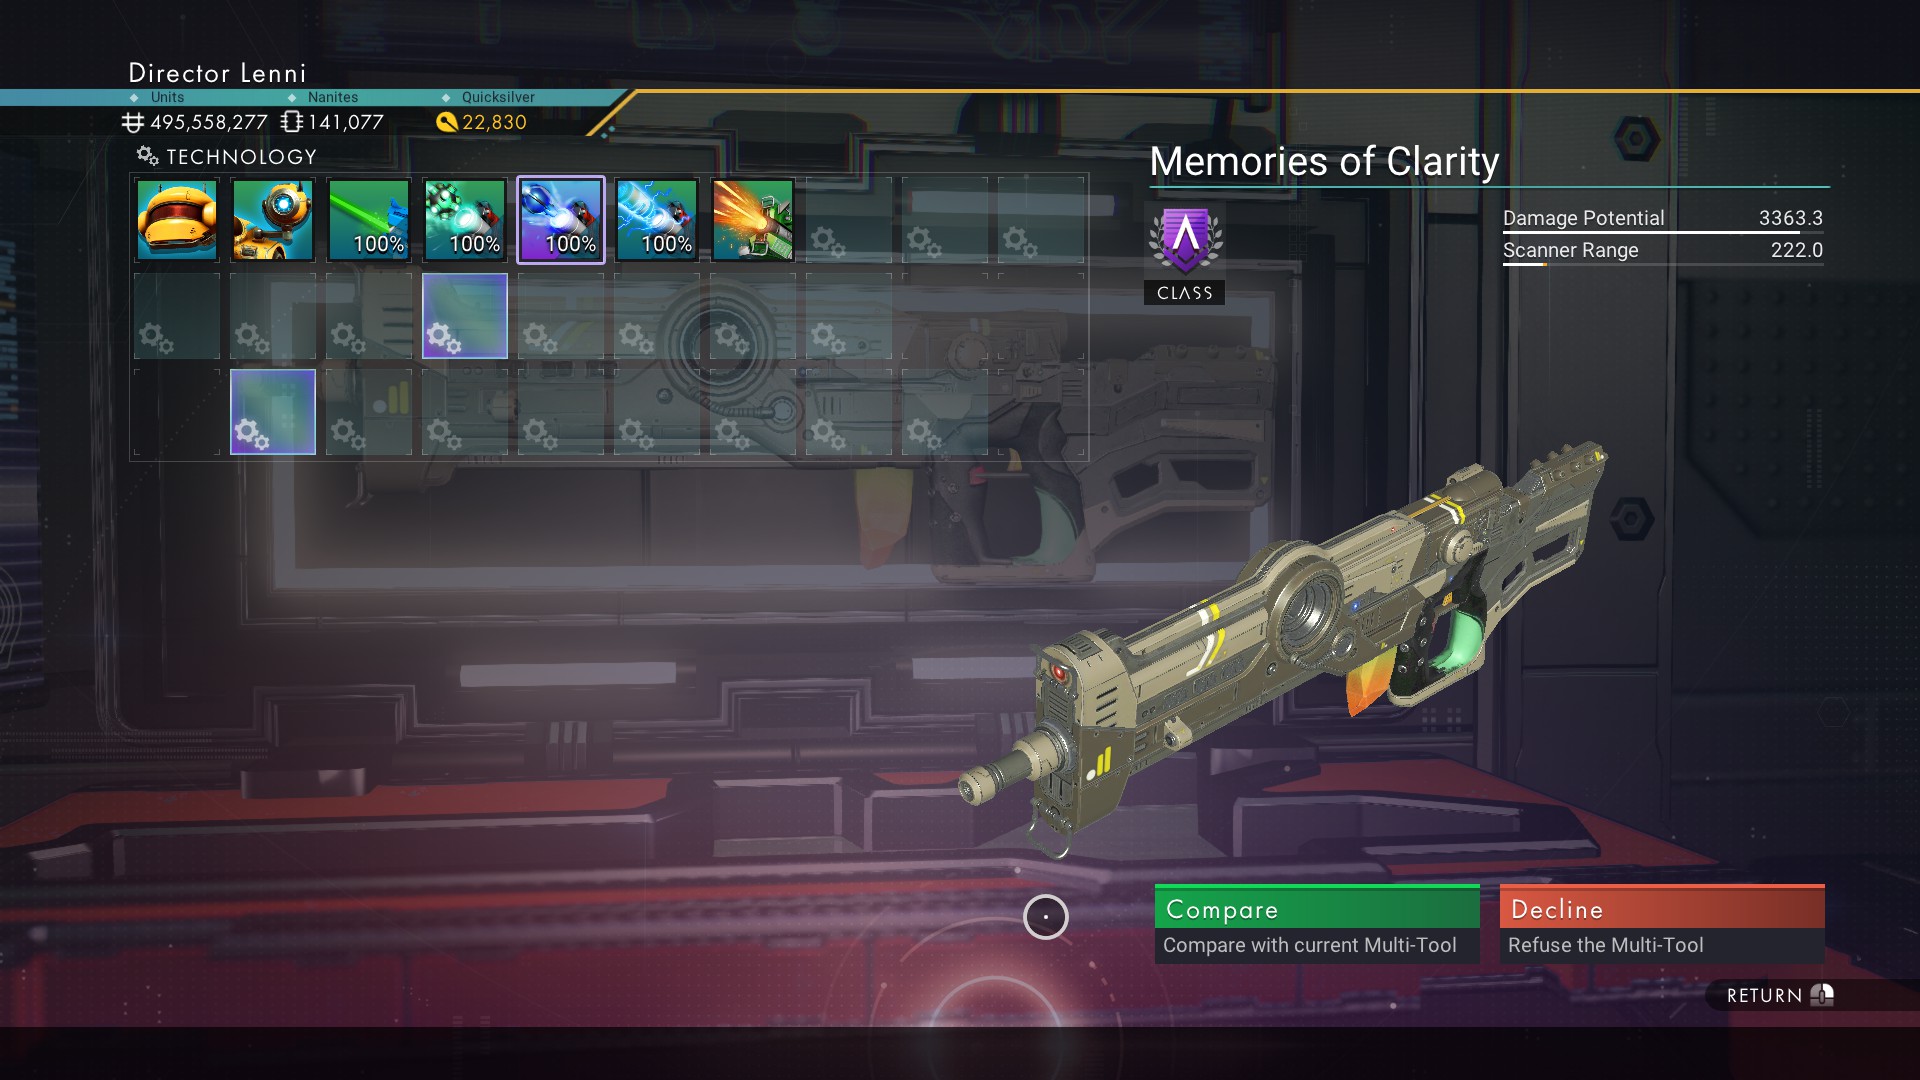 Director Lenni
Units Nanites Quicksilver
495,558,277 141,077 22,830
TECHNOLOGY
100% 100% 100% 100%
Memories of Clarity
CLASS
Damage Potential 3363.3
Scanner Range 222.0
Compare
Compare with current Multi-Tool
Decline
Refuse the Multi-Tool
RETURN